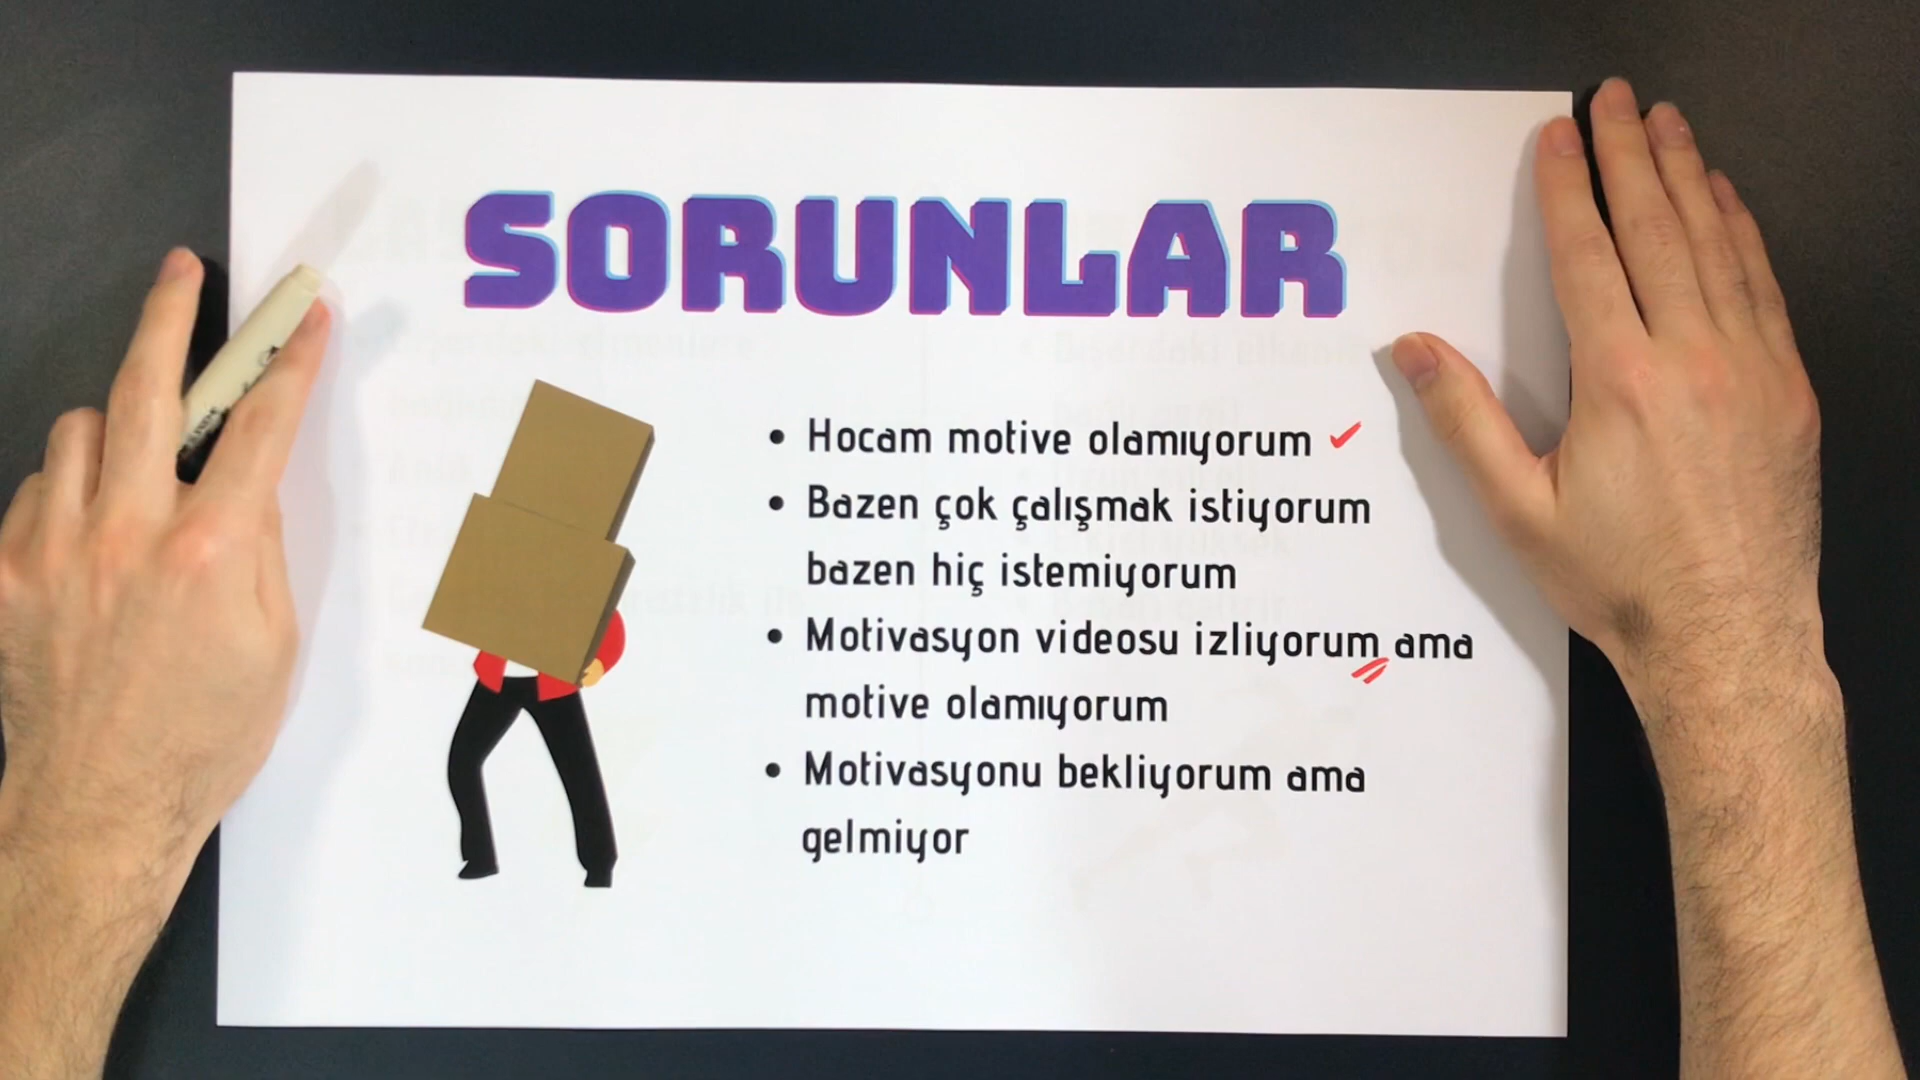 SORUNLAR
• Hocam motive olamıyorum
• Bazen çok çalışmak istiyorum
bazen hiç istemiyorum
• Motivasyon videosu izliyorum ama
motive olamıyorum
• Motivasyonu bekliyorum ama
gelmiyor